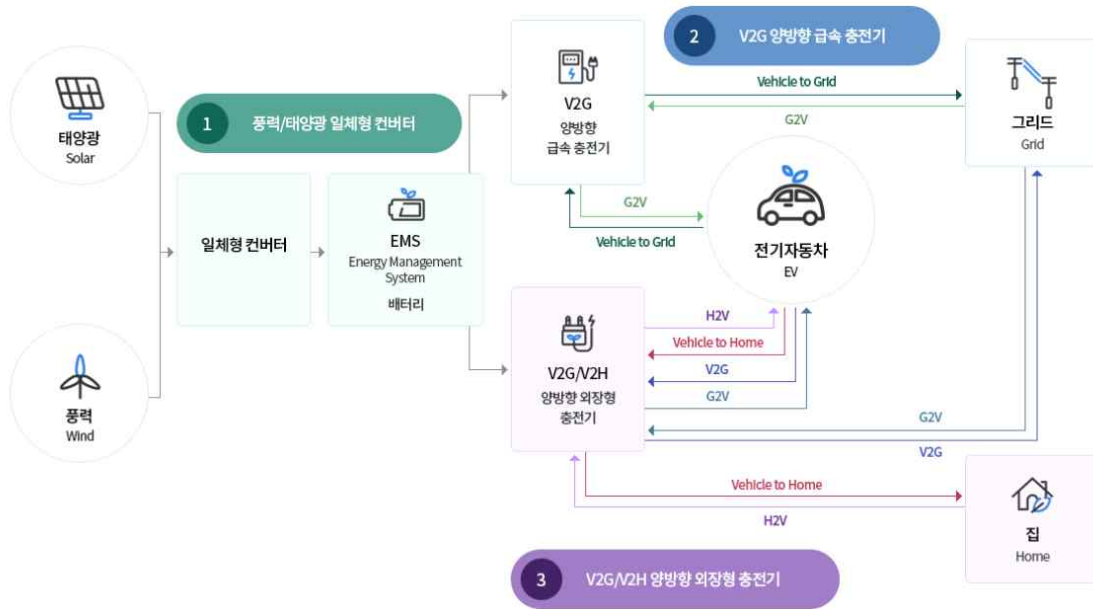 태양광
Solar
1 풍력/태양광 일체형 컨버터
일체형 컨버터
EMS
Energy Management
System
배터리
풍력
Wind
2 V2G 양방향 급속 충전기
V2G
양방향
급속 충전기
Vehicle to Grid
G2V
그리드
Grid
G2V
Vehicle to Grid
전기자동차
EV
V2G/V2H
양방향 외장형
충전기
H2V
Vehicle to Home
V2G
G2V
G2V
V2G
Vehicle to Home
H2V
집
Home
3 V2G/V2H 양방향 외장형 충전기